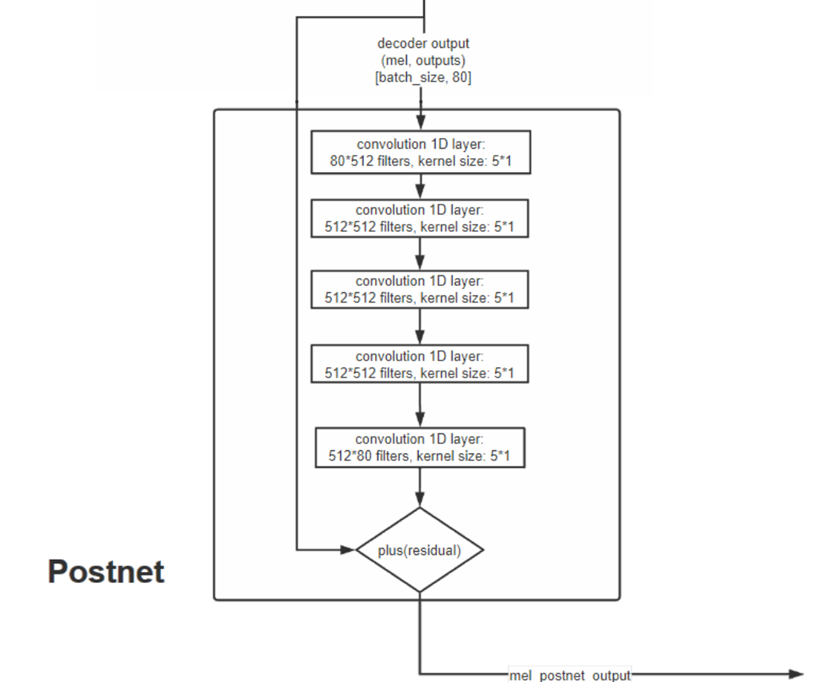 decoder output
(mel, outputs)
[batch_size, 80]
convolution 1D layer:
80*512 filters, kernel size: 5*1
convolution 1D layer:
512*512 filters, kernel size: 5*1
convolution 1D layer:
512*512 filters, kernel size: 5*1
convolution 1D layer:
512*512 filters, kernel size: 5*1
convolution 1D layer:
512*80 filters, kernel size: 5*1
plus(residual)
Postnet
mel_postnet_output